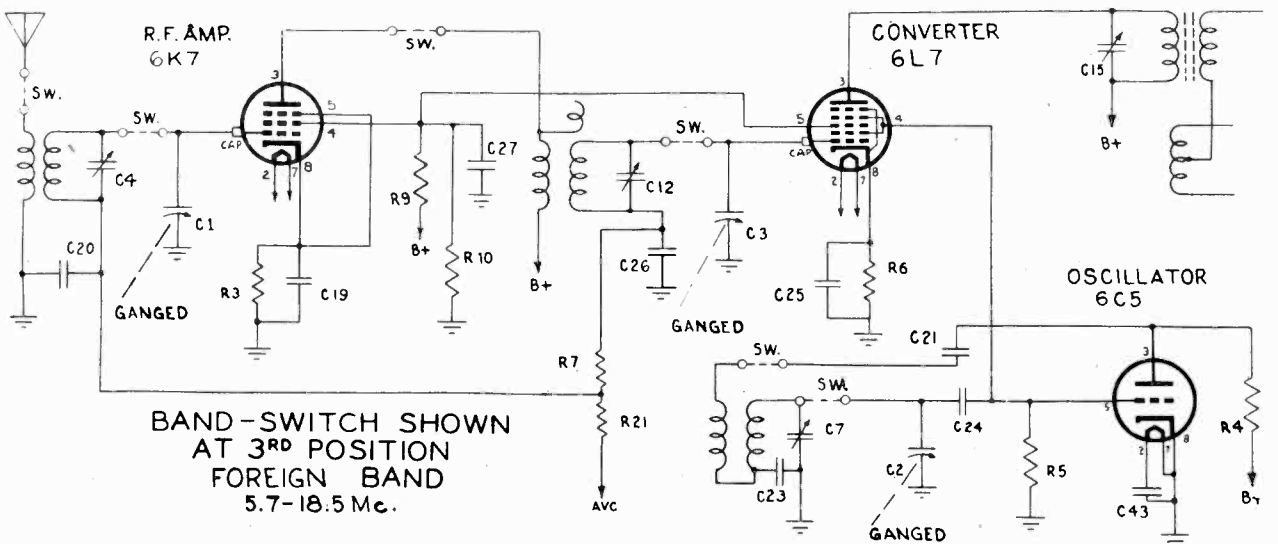 R.F. AMP.
6K7
SW.
CONVERTER
6L7
3
3
C15
B+
SW.
5
4
CAP
2
7
8
SW.
C4
C1
C20
GANGED
R3
C19
R9
B+
R10
C27
B+
SW.
C12
C26
C3
GANGED
5
4
CAP
2
7
8
C25
R6
OSCILLATOR
6C5
R7
R21
AVC
C21
SW.
SW.
C7
C23
C24
C2
GANGED
R5
3
5
2
7
8
C43
R4
B+
BAND-SWITCH SHOWN
AT 3RD POSITION
FOREIGN BAND
5.7-18.5 Mc.